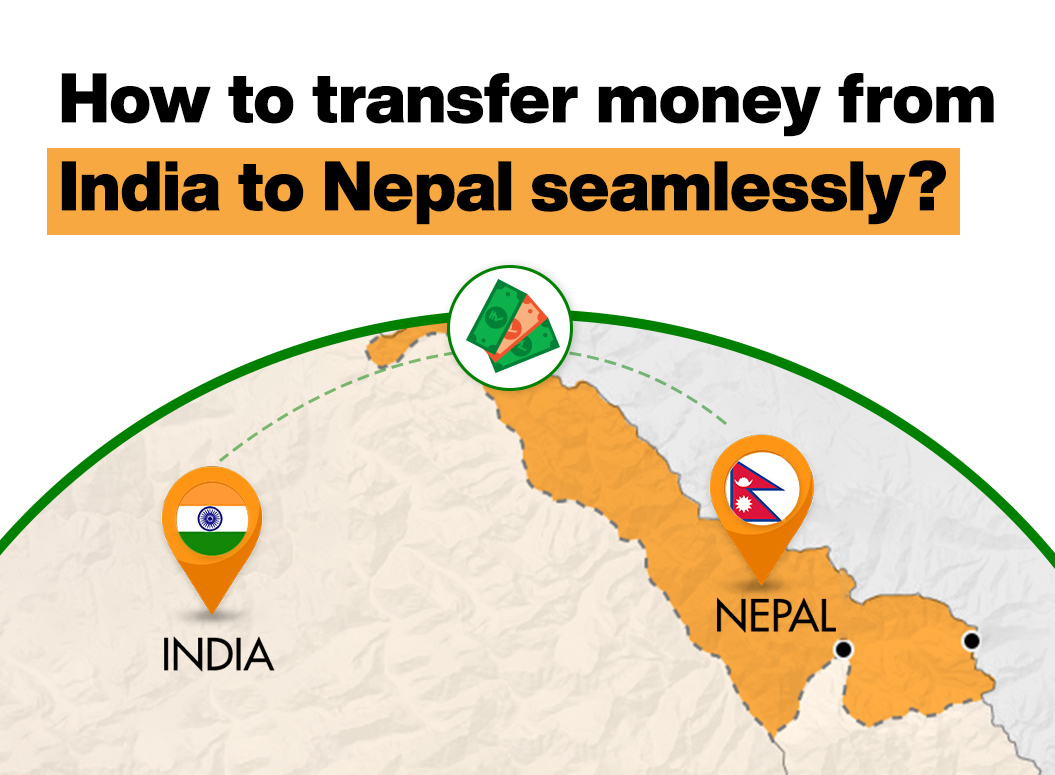 How to transfer money from
India to Nepal seamlessly?
INDIA
NEPAL